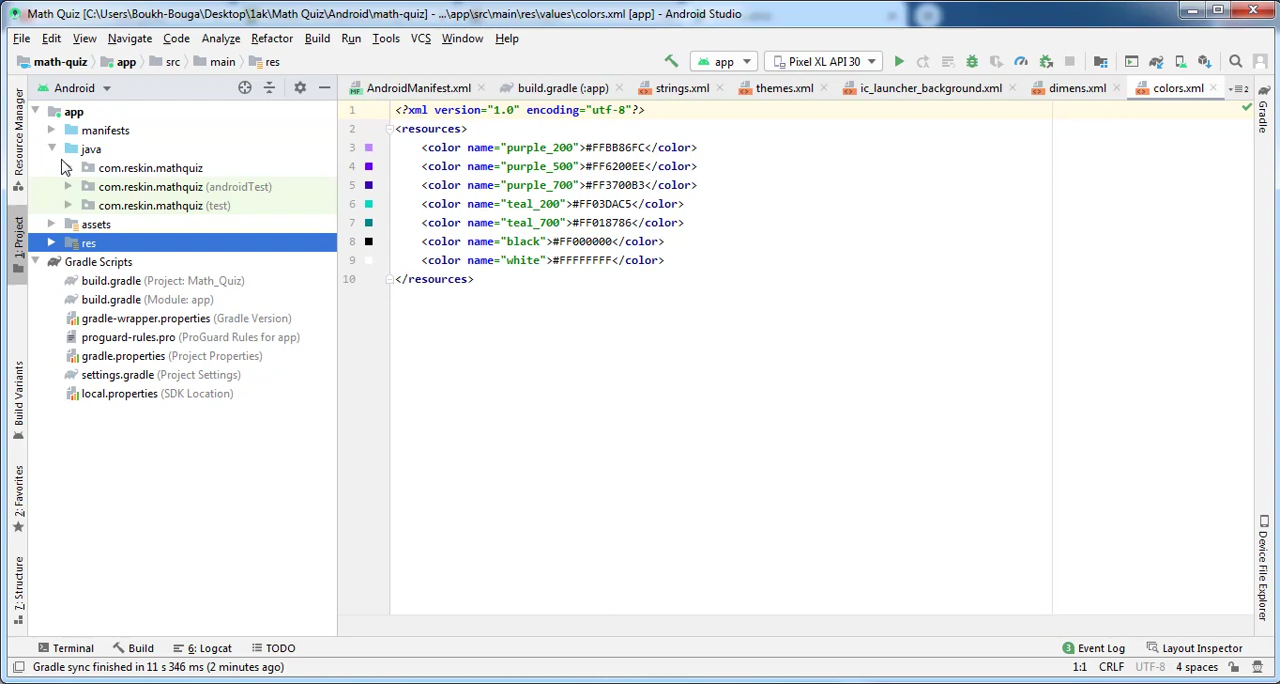 Math Quiz [C:\Users\Boukh-Bouga\Desktop\1ak\Math Quiz\Android\math-quiz] - ...\app\src\main\res\values\colors.xml [app] - Android Studio
File Edit View Navigate Code Analyze Refactor Build Run Tools VCS Window Help
math-quiz app src main res app Pixel XL API 30
Android AndroidManifest.xml build.gradle (:app) strings.xml themes.xml ic_launcher_background.xml dimens.xml colors.xml 2
app
manifests
java
com.reskin.mathquiz
com.reskin.mathquiz (androidTest)
com.reskin.mathquiz (test)
assets
res
Gradle Scripts
build.gradle (Project: Math_Quiz)
build.gradle (Module: app)
gradle-wrapper.properties (Gradle Version)
proguard-rules.pro (ProGuard Rules for app)
gradle.properties (Project Properties)
settings.gradle (Project Settings)
local.properties (SDK Location)
1 <?xml version="1.0" encoding="utf-8"?>
2 <resources>
3 <color name="purple_200">#FFBB86FC</color>
4 <color name="purple_500">#FF6200EE</color>
5 <color name="purple_700">#FF3700B3</color>
6 <color name="teal_200">#FF03DAC5</color>
7 <color name="teal_700">#FF018786</color>
8 <color name="black">#FF000000</color>
9 <color name="white">#FFFFFFFF</color>
10 </resources>
Resource Manager
1: Project
Build Variants
2: Favorites
7: Structure
Gradle
Device File Explorer
Terminal Build 6: Logcat TODO 3 Event Log Layout Inspector
Gradle sync finished in 11 s 346 ms (2 minutes ago) 1:1 CRLF UTF-8 4 spaces